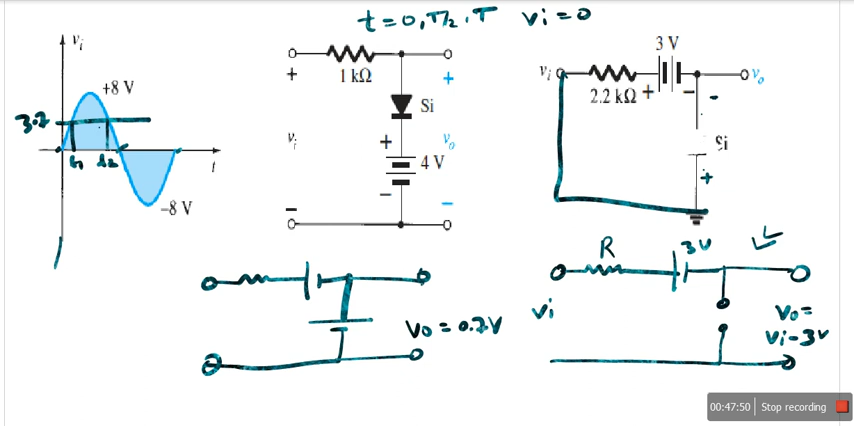 t=0,T/2,T vi=0
vi
+8 V
3.7
t1 t2
t
-8 V
1 kΩ
+
+
Si
vi
+
vo
4 V
-
-
-
3 V
vi
vo
2.2 kΩ +
-
-
Si
+
R
3V
vi
Vo = 0.7V
Vo =
Vi-3V
00:47:50 Stop recording